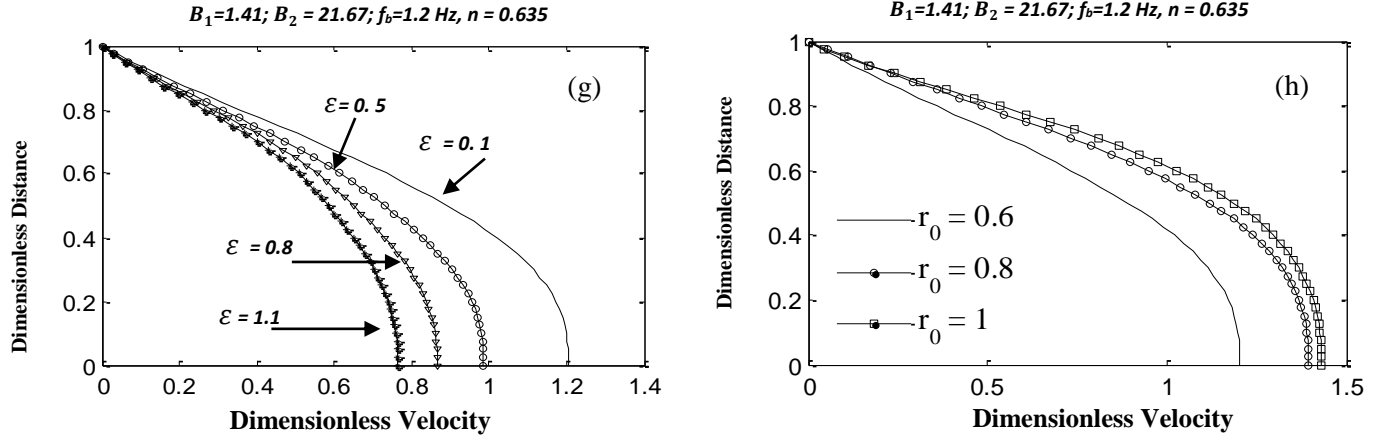 B₁=1.41; B₂ = 21.67; f_b=1.2 Hz, n = 0.635
1
0.8
0.6
0.4
0.2
0
0
0.2
0.4
0.6
0.8
1
1.2
1.4
Dimensionless Distance
Dimensionless Velocity
(g)
ℰ= 0. 5
ℰ = 0. 1
ℰ = 0.8
ℰ = 1.1
B₁=1.41; B₂ = 21.67; f_b=1.2 Hz, n = 0.635
1
0.8
0.6
0.4
0.2
0
0
0.5
1
1.5
Dimensionless Distance
Dimensionless Velocity
(h)
r₀ = 0.6
r₀ = 0.8
r₀ = 1